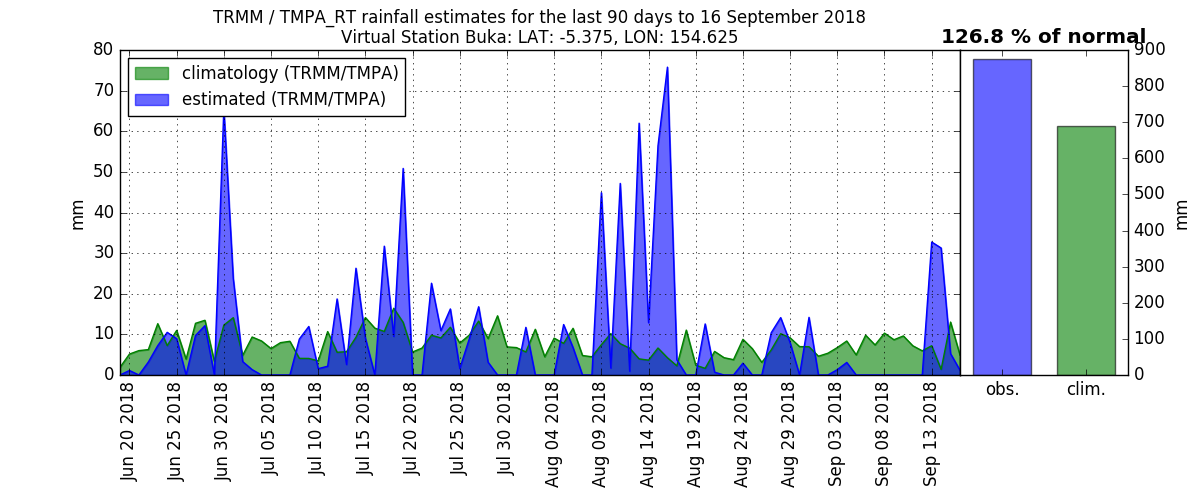 TRMM / TMPA_RT rainfall estimates for the last 90 days to 16 September 2018
Virtual Station Buka: LAT: -5.375, LON: 154.625
126.8 % of normal
climatology (TRMM/TMPA)
estimated (TRMM/TMPA)
80
70
60
50
40
30
20
10
0
mm
900
800
700
600
500
400
300
200
100
0
mm
Jun 20 2018
Jun 25 2018
Jun 30 2018
Jul 05 2018
Jul 10 2018
Jul 15 2018
Jul 20 2018
Jul 25 2018
Jul 30 2018
Aug 04 2018
Aug 09 2018
Aug 14 2018
Aug 19 2018
Aug 24 2018
Aug 29 2018
Sep 03 2018
Sep 08 2018
Sep 13 2018
obs.
clim.